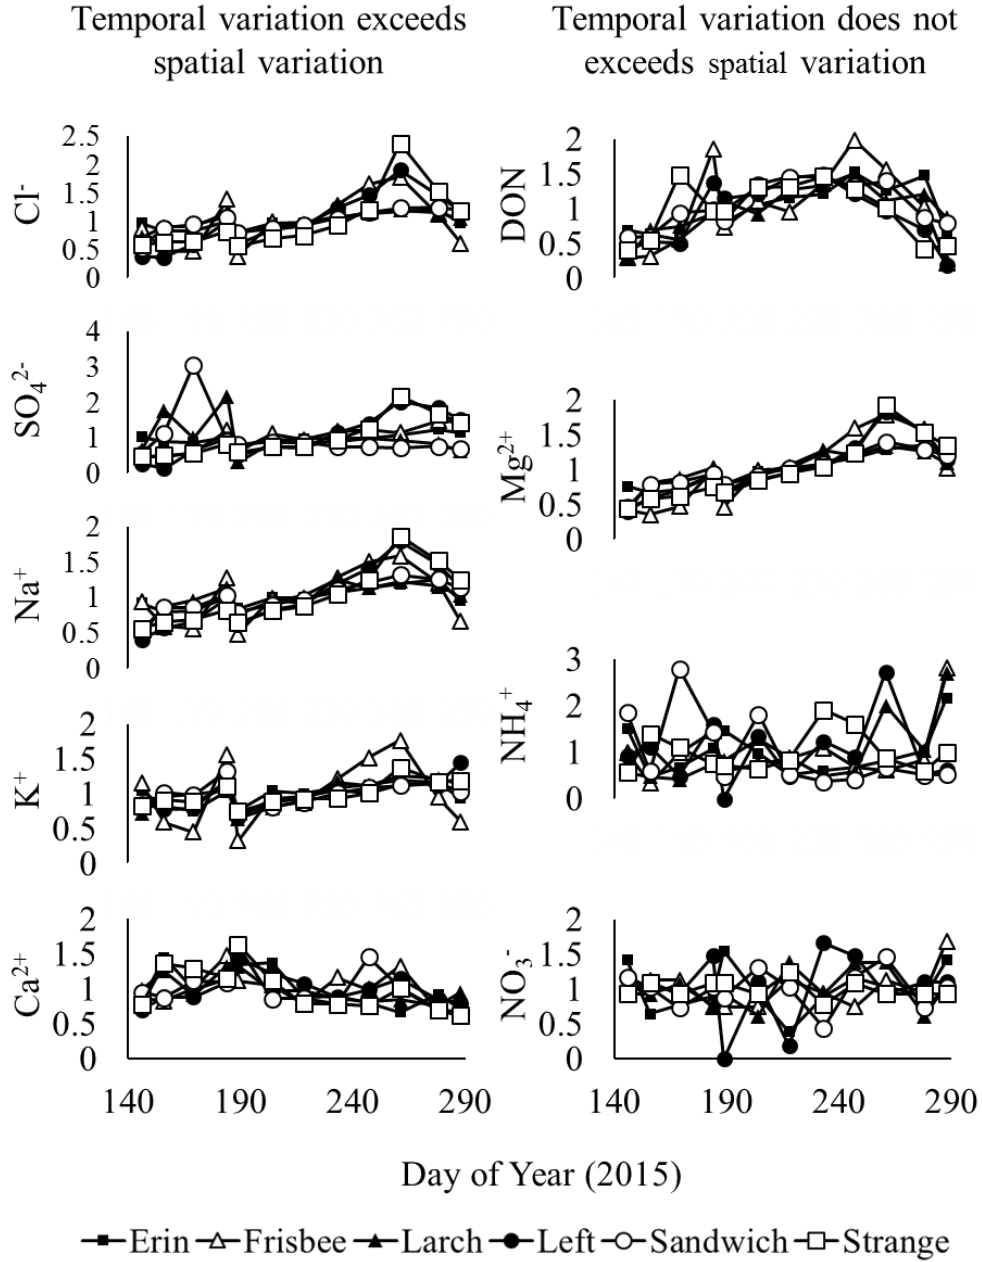 Temporal variation exceeds
spatial variation
Temporal variation does not
exceeds spatial variation
Cl⁻
2.5
2
1.5
1
0.5
0
DON
2
1.5
1
0.5
0
SO₄²⁻
4
3
2
1
0
Mg²⁺
2
1.5
1
0.5
0
Na⁺
2
1.5
1
0.5
0
NH₄⁺
3
2
1
0
K⁺
2
1.5
1
0.5
0
Ca²⁺
2
1.5
1
0.5
0
NO₃⁻
2
1.5
1
0.5
0
140 190 240 290
140 190 240 290
Day of Year (2015)
Erin Frisbee Larch Left Sandwich Strange